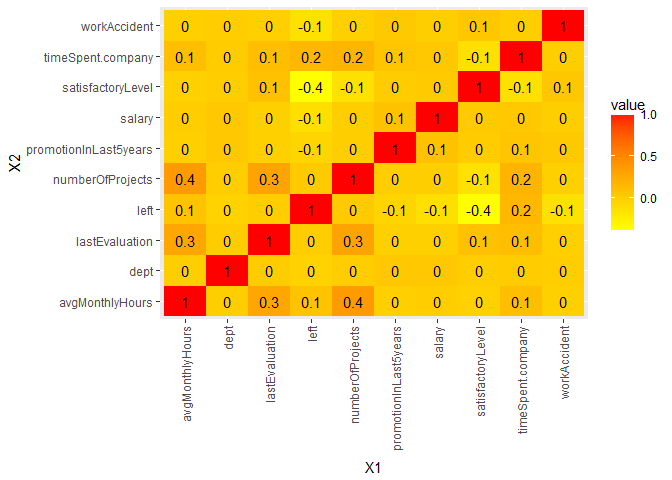 workAccident 0 0 0 -0.1 0 0 0 0.1 0 1
timeSpent.company 0.1 0 0.1 0.2 0.2 0.1 0 -0.1 1 0
satisfactoryLevel 0 0 0.1 -0.4 -0.1 0 0 1 -0.1 0.1
salary 0 0 0 -0.1 0 0.1 1 0 0 0
promotionInLast5years 0 0 0 -0.1 0 1 0.1 0 0.1 0
numberOfProjects 0.4 0 0.3 0 1 0 0 -0.1 0.2 0
left 0.1 0 0 1 0 -0.1 -0.1 -0.4 0.2 -0.1
lastEvaluation 0.3 0 1 0 0.3 0 0 0.1 0.1 0
dept 0 1 0 0 0 0 0 0 0 0
avgMonthlyHours 1 0 0.3 0.1 0.4 0 0 0 0.1 0
X2
avgMonthlyHours
dept
lastEvaluation
left
numberOfProjects
promotionInLast5years
salary
satisfactoryLevel
timeSpent.company
workAccident
X1
value
1.0
0.5
0.0